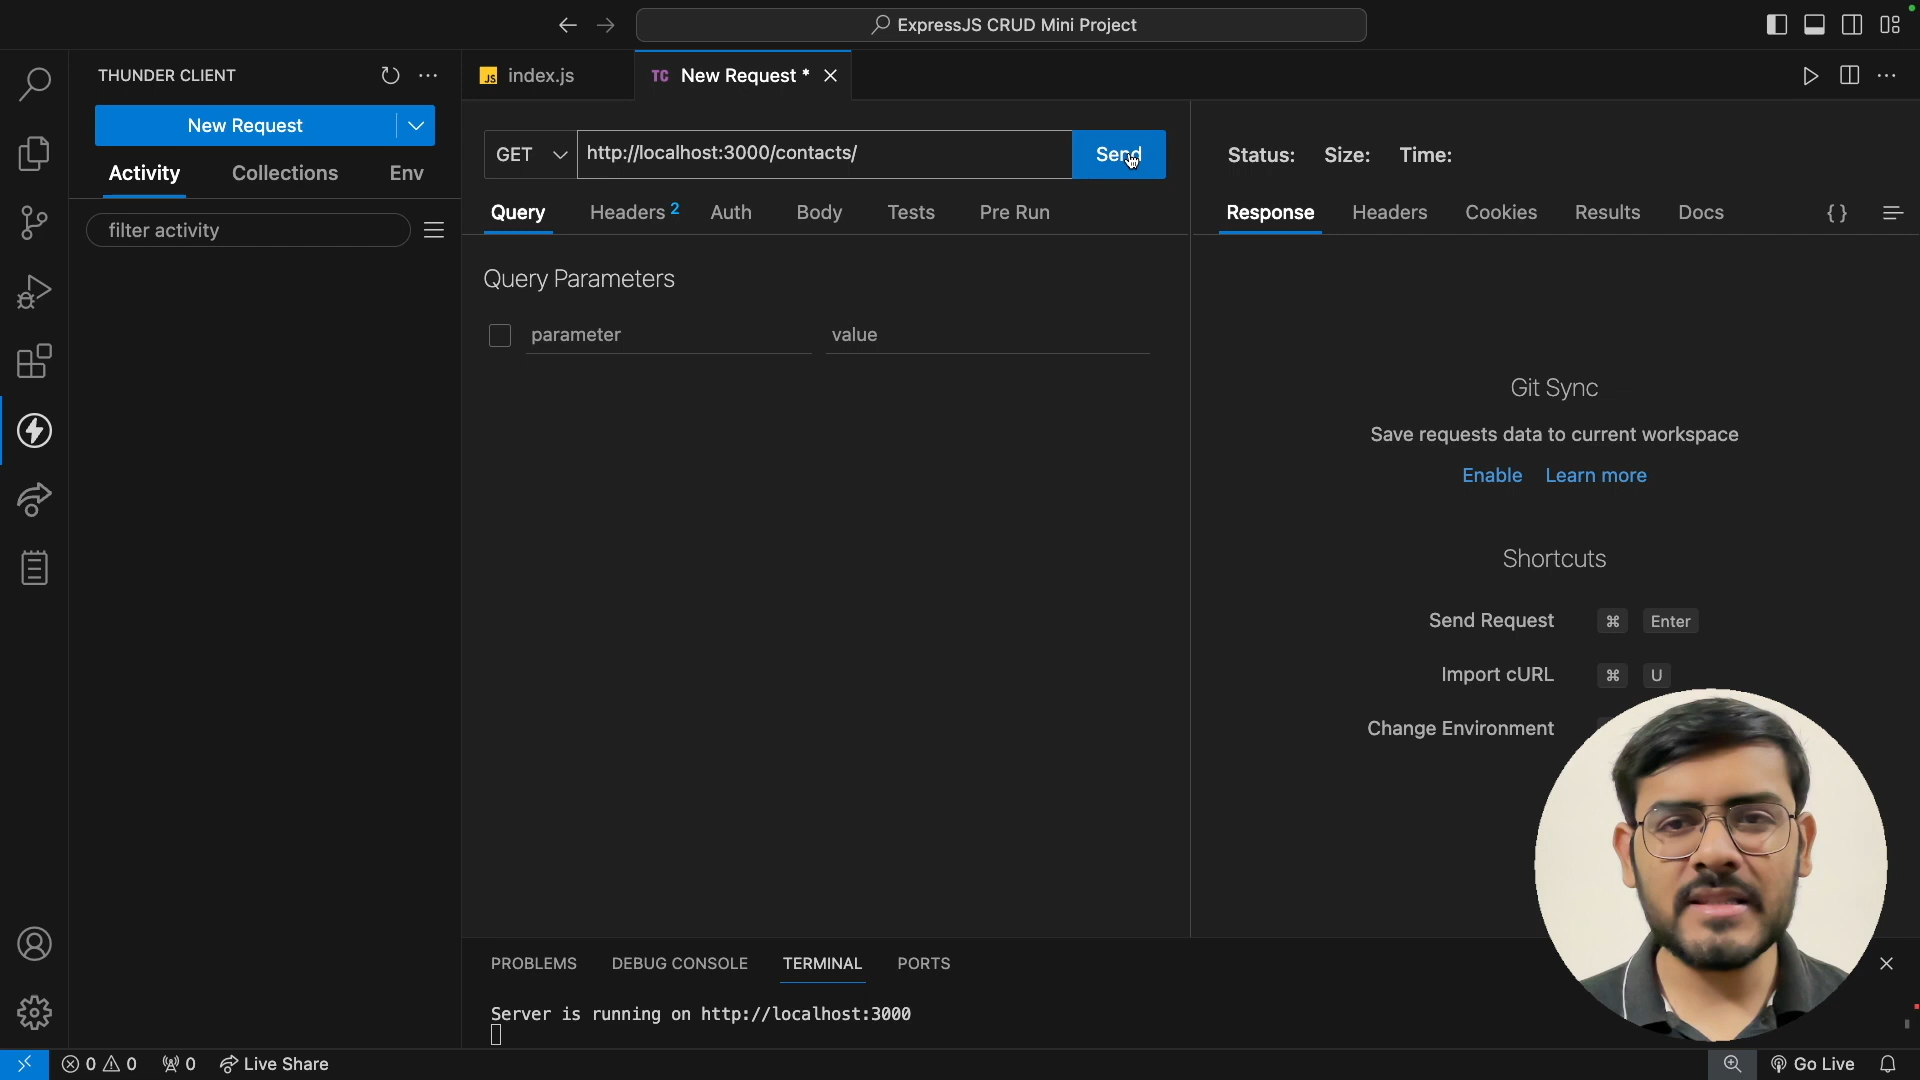 ExpressJS CRUD Mini Project
THUNDER CLIENT
New Request
Activity Collections Env
filter activity
JS index.js
TC New Request *
GET http://localhost:3000/contacts/ Send
Query Headers 2 Auth Body Tests Pre Run
Query Parameters
parameter value
Status: Size: Time:
Response Headers Cookies Results Docs {}
Git Sync
Save requests data to current workspace
Enable Learn more
Shortcuts
Send Request ⌘ Enter
Import cURL ⌘ U
Change Environment
PROBLEMS DEBUG CONSOLE TERMINAL PORTS
Server is running on http://localhost:3000
0 0 0 Live Share
Go Live